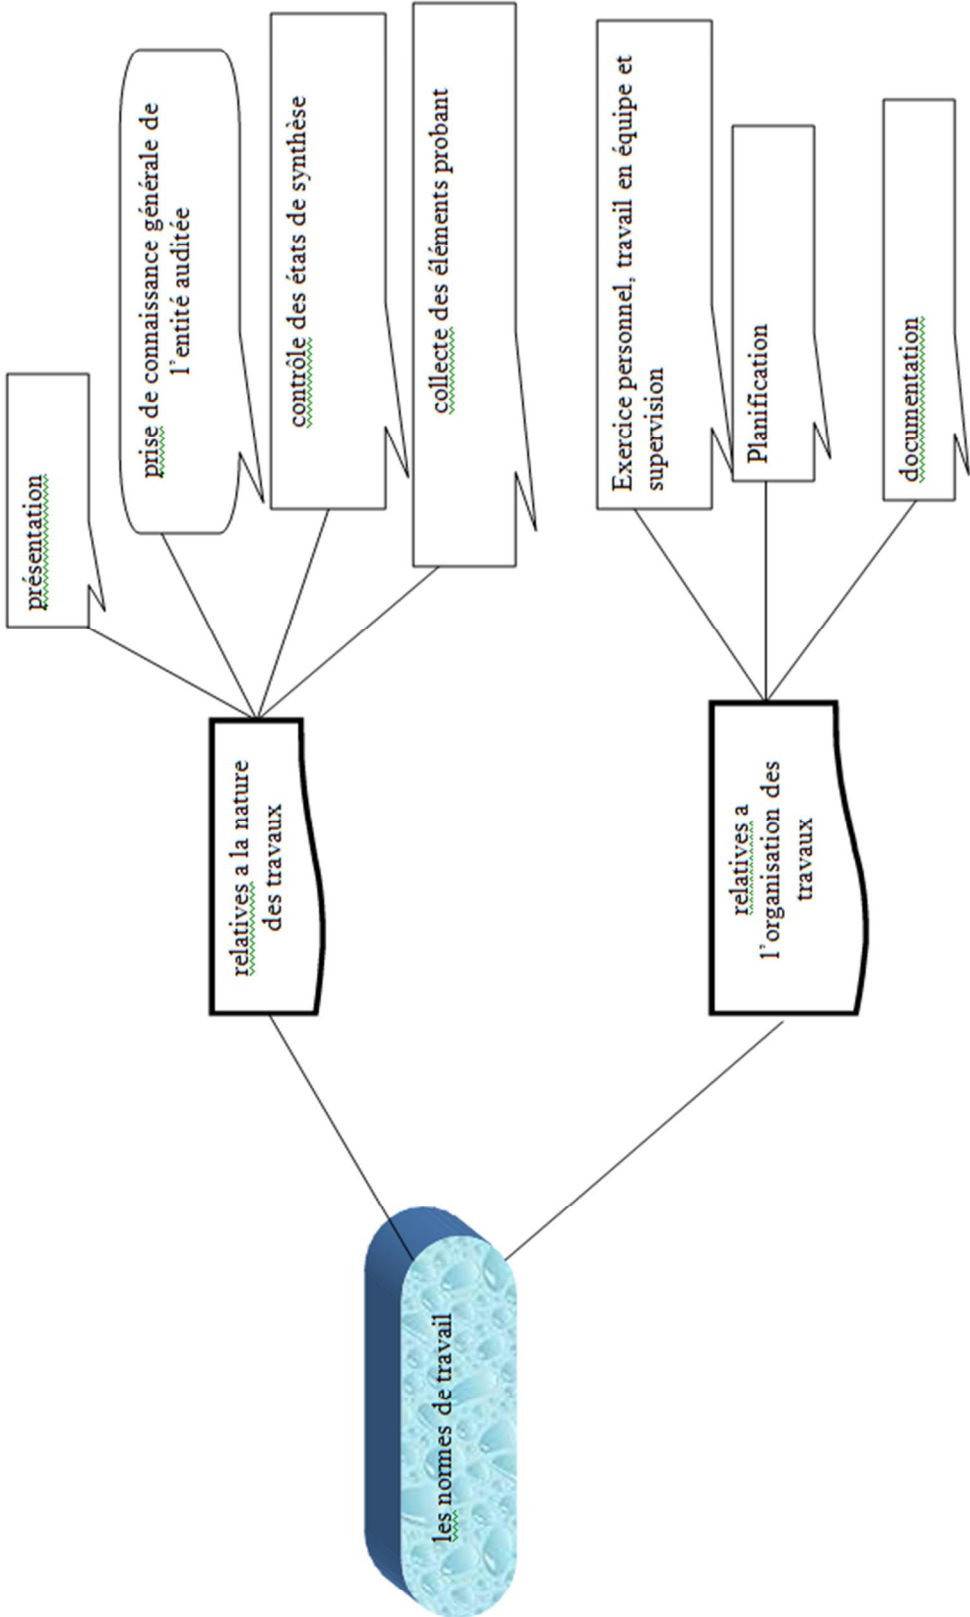 les normes de travail
relatives a la nature
des travaux
présentation
prise de connaissance générale de
l'entité auditée
contrôle des états de synthèse
collecte des éléments probant
relatives a
l'organisation des
travaux
Exercice personnel, travail en équipe et
supervision
Planification
documentation